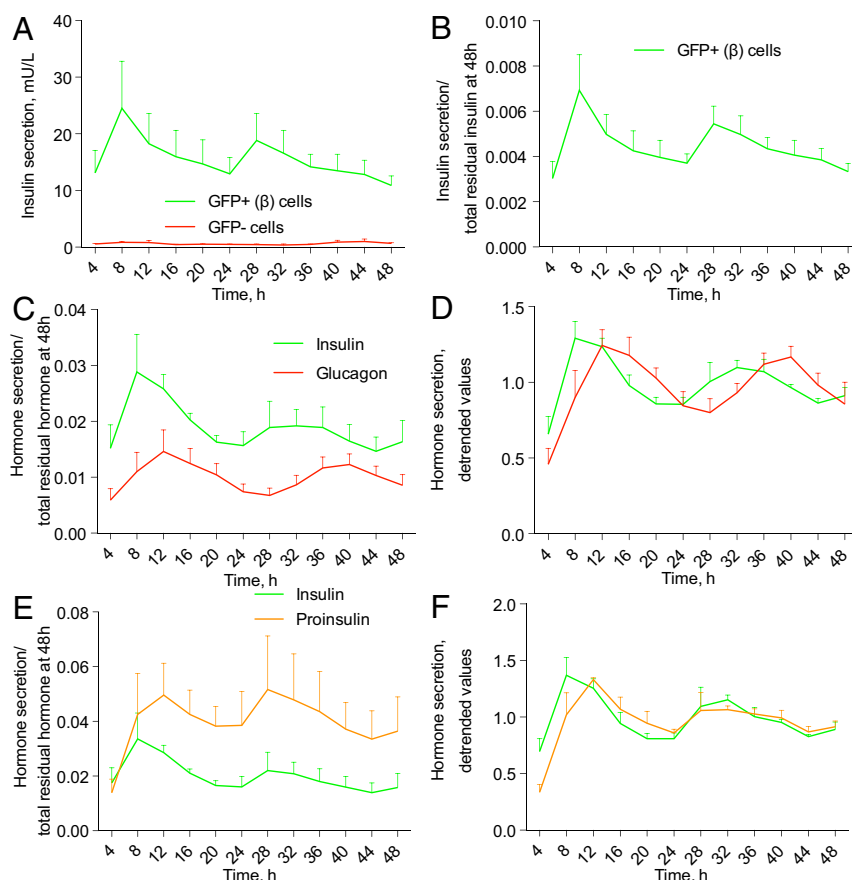 A
Insulin secretion, mU/L
40
30
20
10
0
GFP+ (β) cells
GFP- cells
4 8 12 16 20 24 28 32 36 40 44 48
Time, h
B
Insulin secretion/
total residual insulin at 48h
0.010
0.008
0.006
0.004
0.002
0.000
GFP+ (β) cells
4 8 12 16 20 24 28 32 36 40 44 48
Time, h
C
Hormone secretion/
total residual hormone at 48h
0.04
0.03
0.02
0.01
0.00
Insulin
Glucagon
4 8 12 16 20 24 28 32 36 40 44 48
Time, h
D
Hormone secretion,
detrended values
1.5
1.0
0.5
0.0
4 8 12 16 20 24 28 32 36 40 44 48
Time, h
E
Hormone secretion/
total residual hormone at 48h
0.08
0.06
0.04
0.02
0.00
Insulin
Proinsulin
4 8 12 16 20 24 28 32 36 40 44 48
Time, h
F
Hormone secretion,
detrended values
2.0
1.5
1.0
0.5
0.0
4 8 12 16 20 24 28 32 36 40 44 48
Time, h